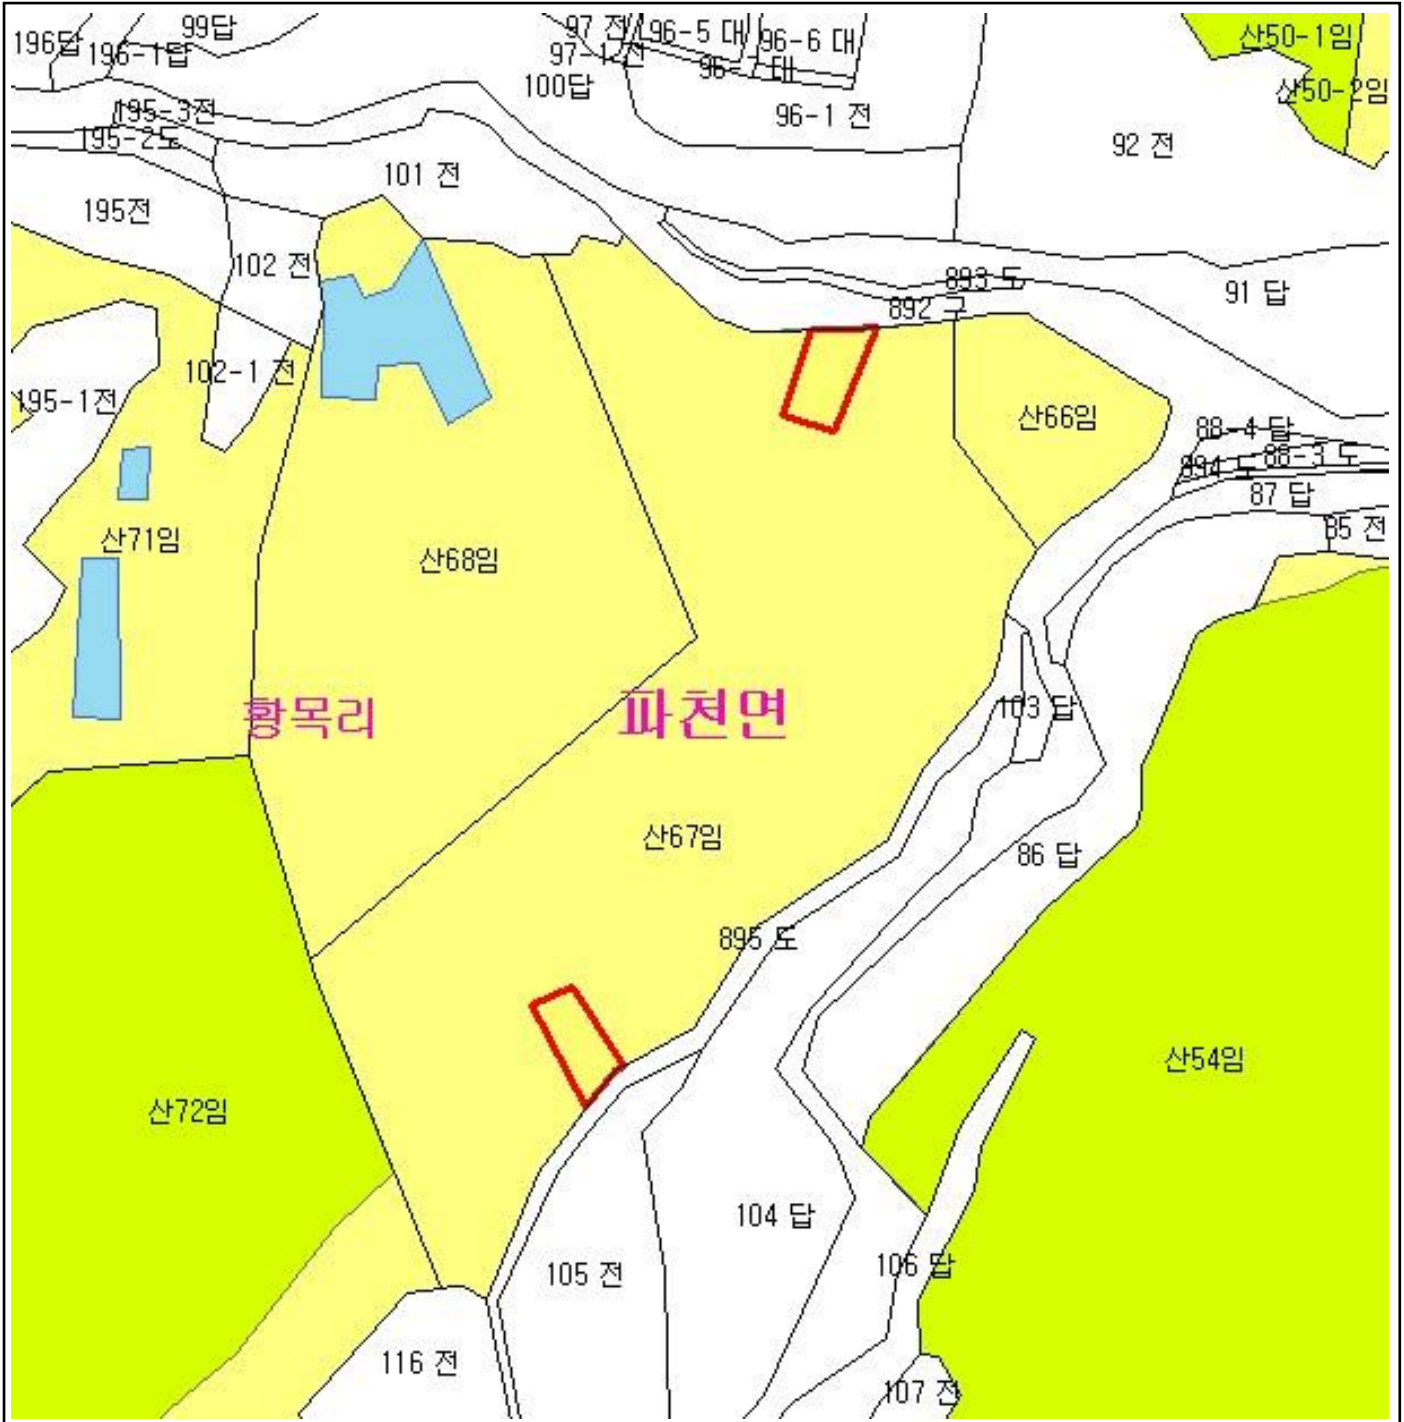 99답
97 전
96-5 대
96-6 대
산50-1임
196답
196-1답
97-1전
96-7 대
100답
산50-2임
195-3전
96-1 전
195-2도
92 전
101 전
195전
102 전
893 도
91 답
892 구
102-1 전
195-1전
산66임
88-4 답
88-3 도
894 도
87 답
85 전
산71임
산68임
황목리
파천면
103 답
산67임
86 답
895 도
산54임
산72임
104 답
106 답
105 전
116 전
107 전